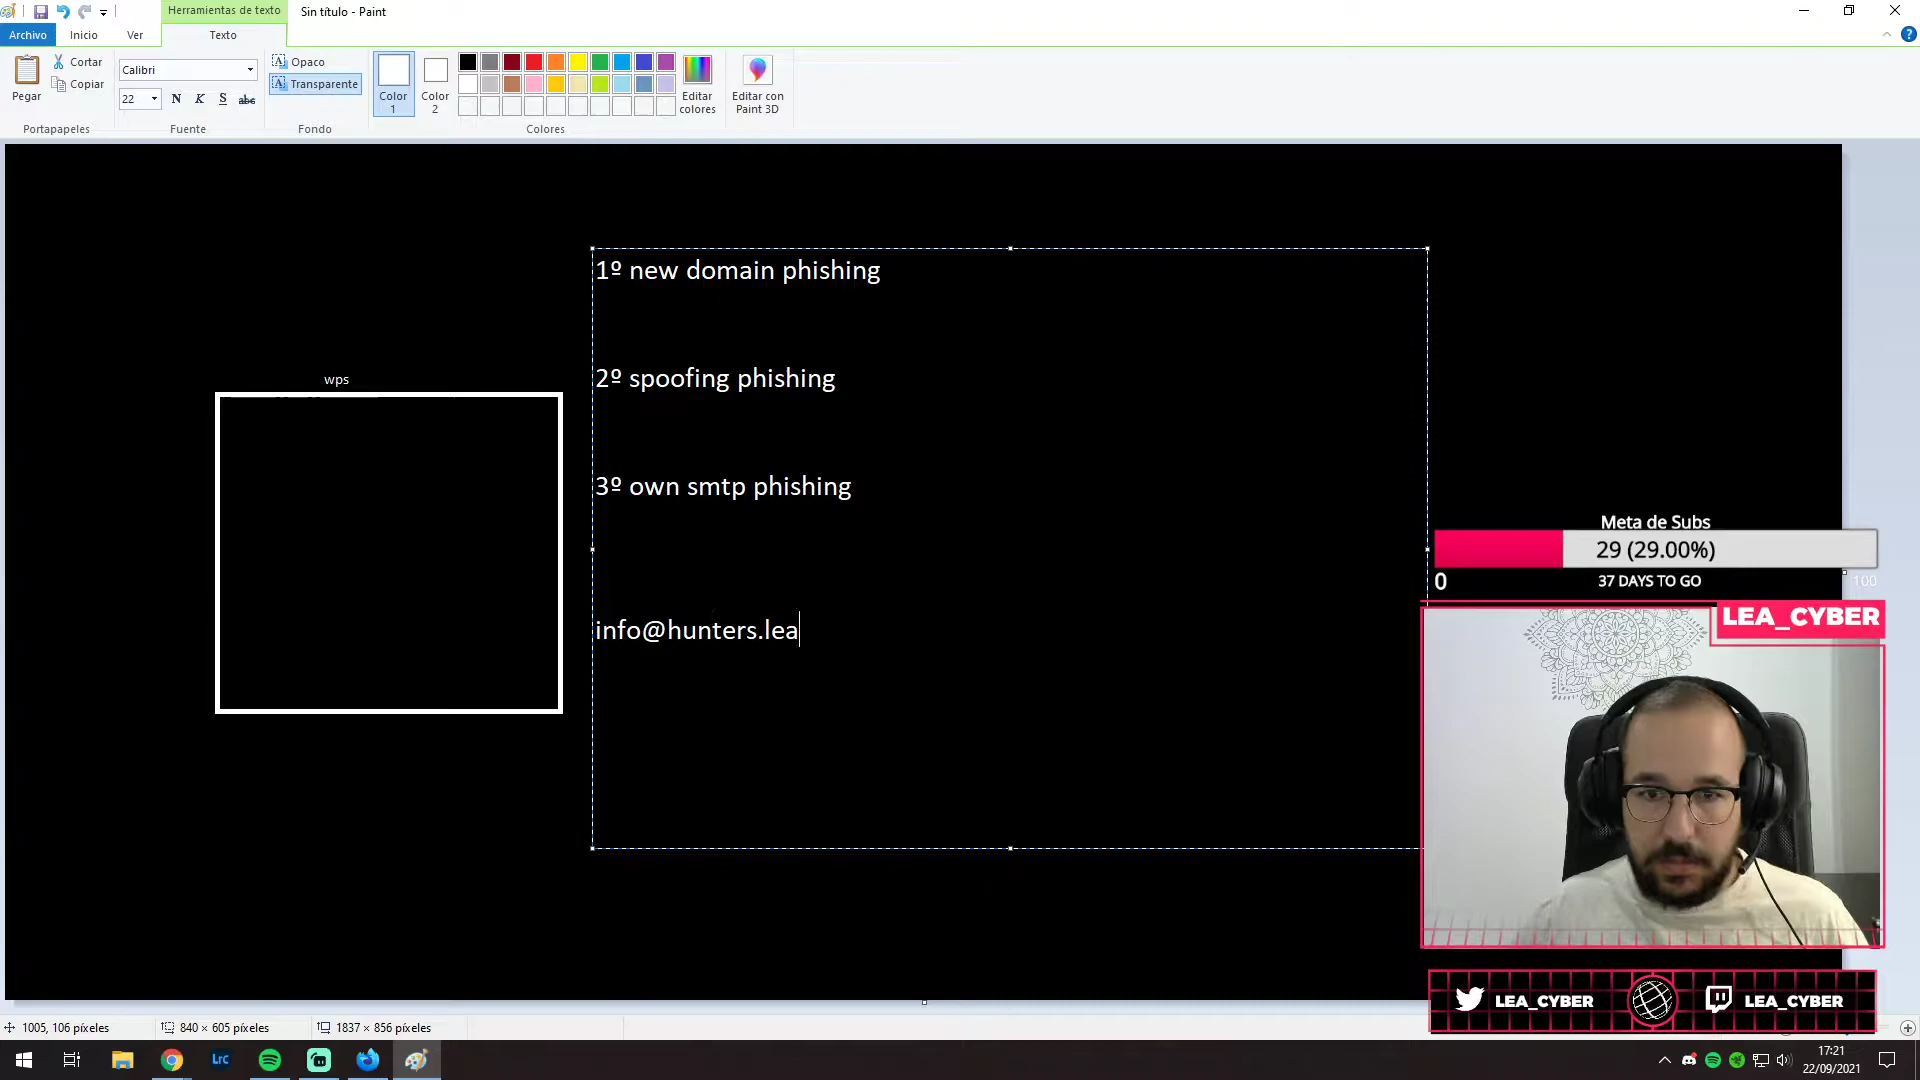 Herramientas de texto
Sin título - Paint
Archivo
Inicio
Ver
Texto
Pegar
Cortar
Copiar
Portapapeles
Calibri
22
N K S abc
Fuente
Opaco
Transparente
Fondo
Color 1
Color 2
Editar colores
Colores
Editar con Paint 3D
1º new domain phishing
2º spoofing phishing
wps
3º own smtp phishing
info@hunters.lea
Meta de Subs
29 (29.00%)
0
37 DAYS TO GO
100
LEA_CYBER
LEA_CYBER
LEA_CYBER
1005, 106 píxeles
840 × 605 píxeles
1837 × 856 píxeles
Lrc
17:21
22/09/2021